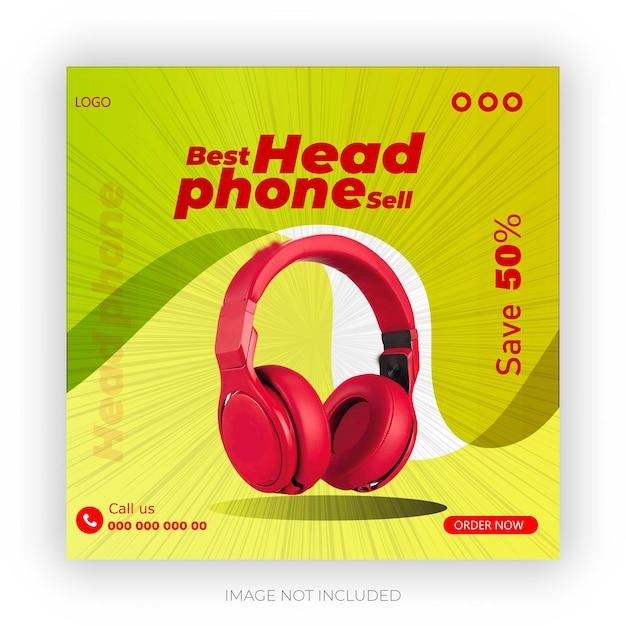 LOGO
Best Head
phone Sell
Head phone
Save 50%
Call us
000 000 000 00
ORDER NOW
IMAGE NOT INCLUDED